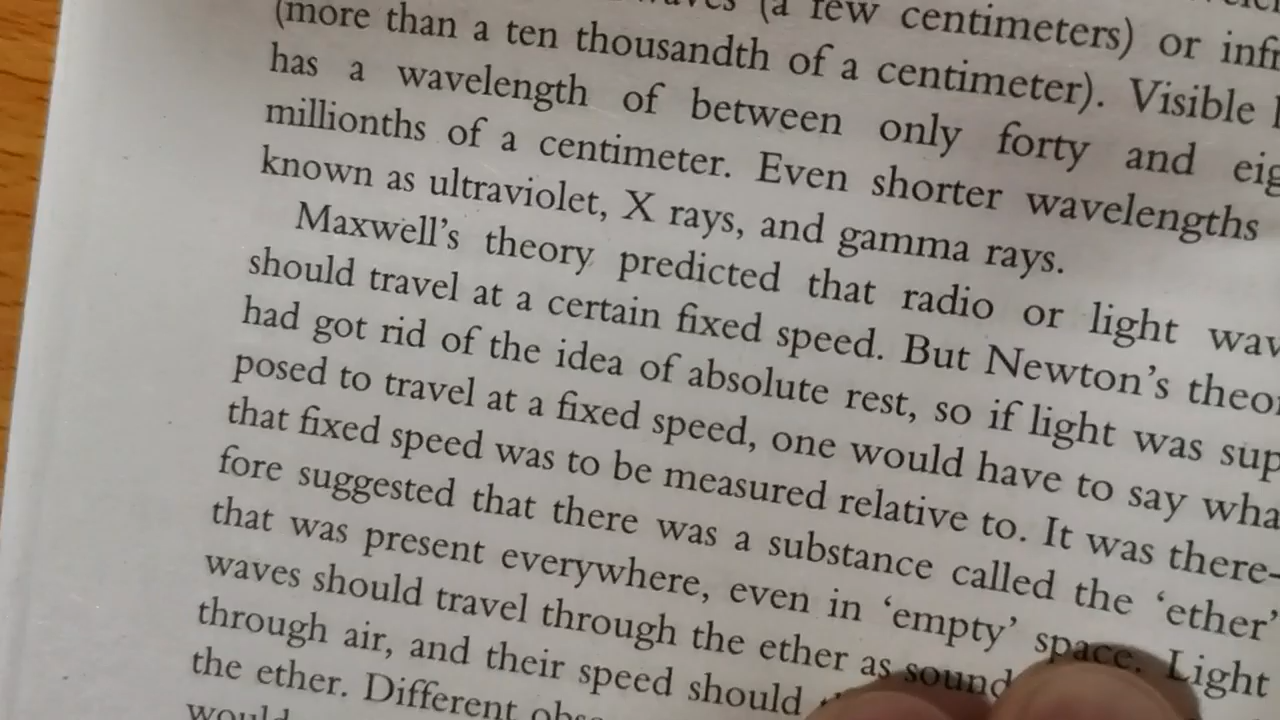 (a few centimeters) or
(more than a ten thousandth of a centimeter). Visible
has a wavelength of between only forty and
millionths of a centimeter. Even shorter wavelengths
known as ultraviolet, X rays, and gamma rays.
Maxwell's theory predicted that radio or light
should travel at a certain fixed speed. But Newton's
had got rid of the idea of absolute rest, so if light was sup
posed to travel at a fixed speed, one would have to say
that fixed speed was to be measured relative to. It was there-
fore suggested that there was a substance called the ‘ether’
that was present everywhere, even in ‘empty’ space. Light
waves should travel through the ether as sound
through air, and their speed should
the ether. Different
would